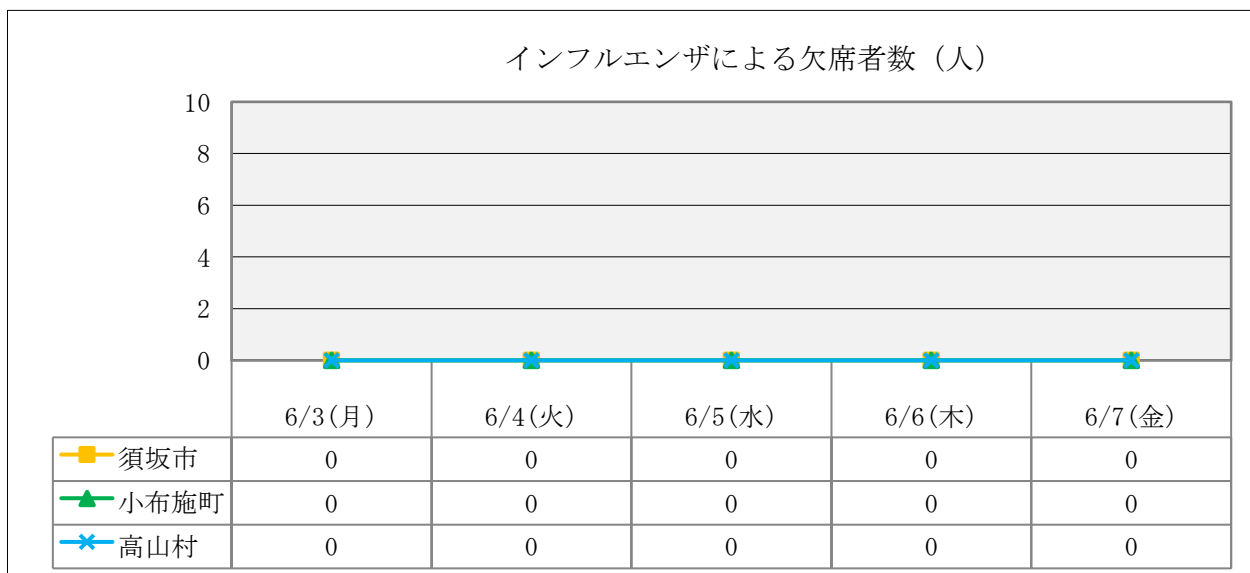 インフルエンザによる欠席者数（人）
10
8
6
4
2
0
6/3(月) 6/4(火) 6/5(水) 6/6(木) 6/7(金)
須坂市 0 0 0 0 0
小布施町 0 0 0 0 0
高山村 0 0 0 0 0